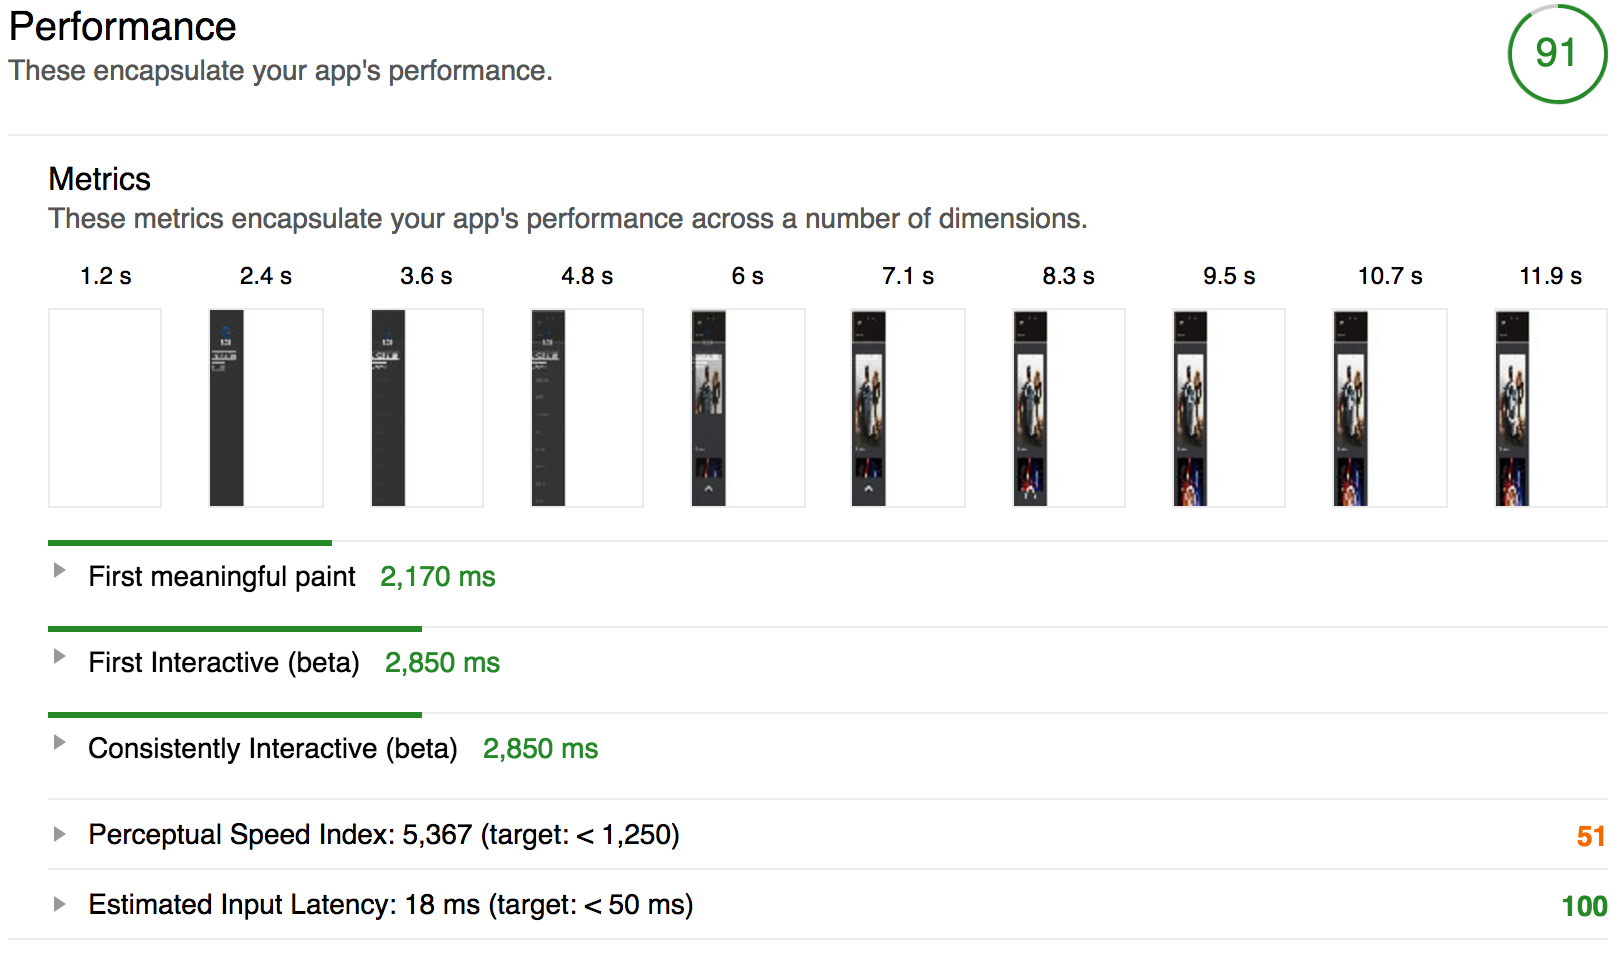 Performance
These encapsulate your app's performance.
91
Metrics
These metrics encapsulate your app's performance across a number of dimensions.
1.2 s 2.4 s 3.6 s 4.8 s 6 s 7.1 s 8.3 s 9.5 s 10.7 s 11.9 s
First meaningful paint 2,170 ms
First Interactive (beta) 2,850 ms
Consistently Interactive (beta) 2,850 ms
Perceptual Speed Index: 5,367 (target: < 1,250) 51
Estimated Input Latency: 18 ms (target: < 50 ms) 100